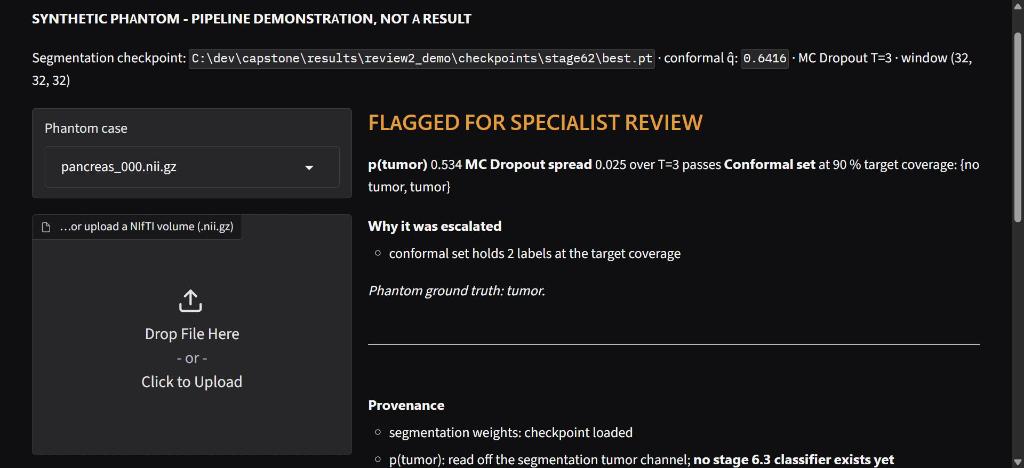 SYNTHETIC PHANTOM - PIPELINE DEMONSTRATION, NOT A RESULT
Segmentation checkpoint: C:\dev\capstone\results\review2_demo\checkpoints\stage62\best.pt · conformal q̂: 0.6416 · MC Dropout T=3 · window (32,
32, 32)
Phantom case
pancreas_000.nii.gz
...or upload a NIfTI volume (.nii.gz)
Drop File Here
- or -
Click to Upload
FLAGGED FOR SPECIALIST REVIEW
p(tumor) 0.534 MC Dropout spread 0.025 over T=3 passes Conformal set at 90 % target coverage: {no
tumor, tumor}
Why it was escalated
conformal set holds 2 labels at the target coverage
Phantom ground truth: tumor.
Provenance
segmentation weights: checkpoint loaded
p(tumor): read off the segmentation tumor channel; no stage 6.3 classifier exists yet